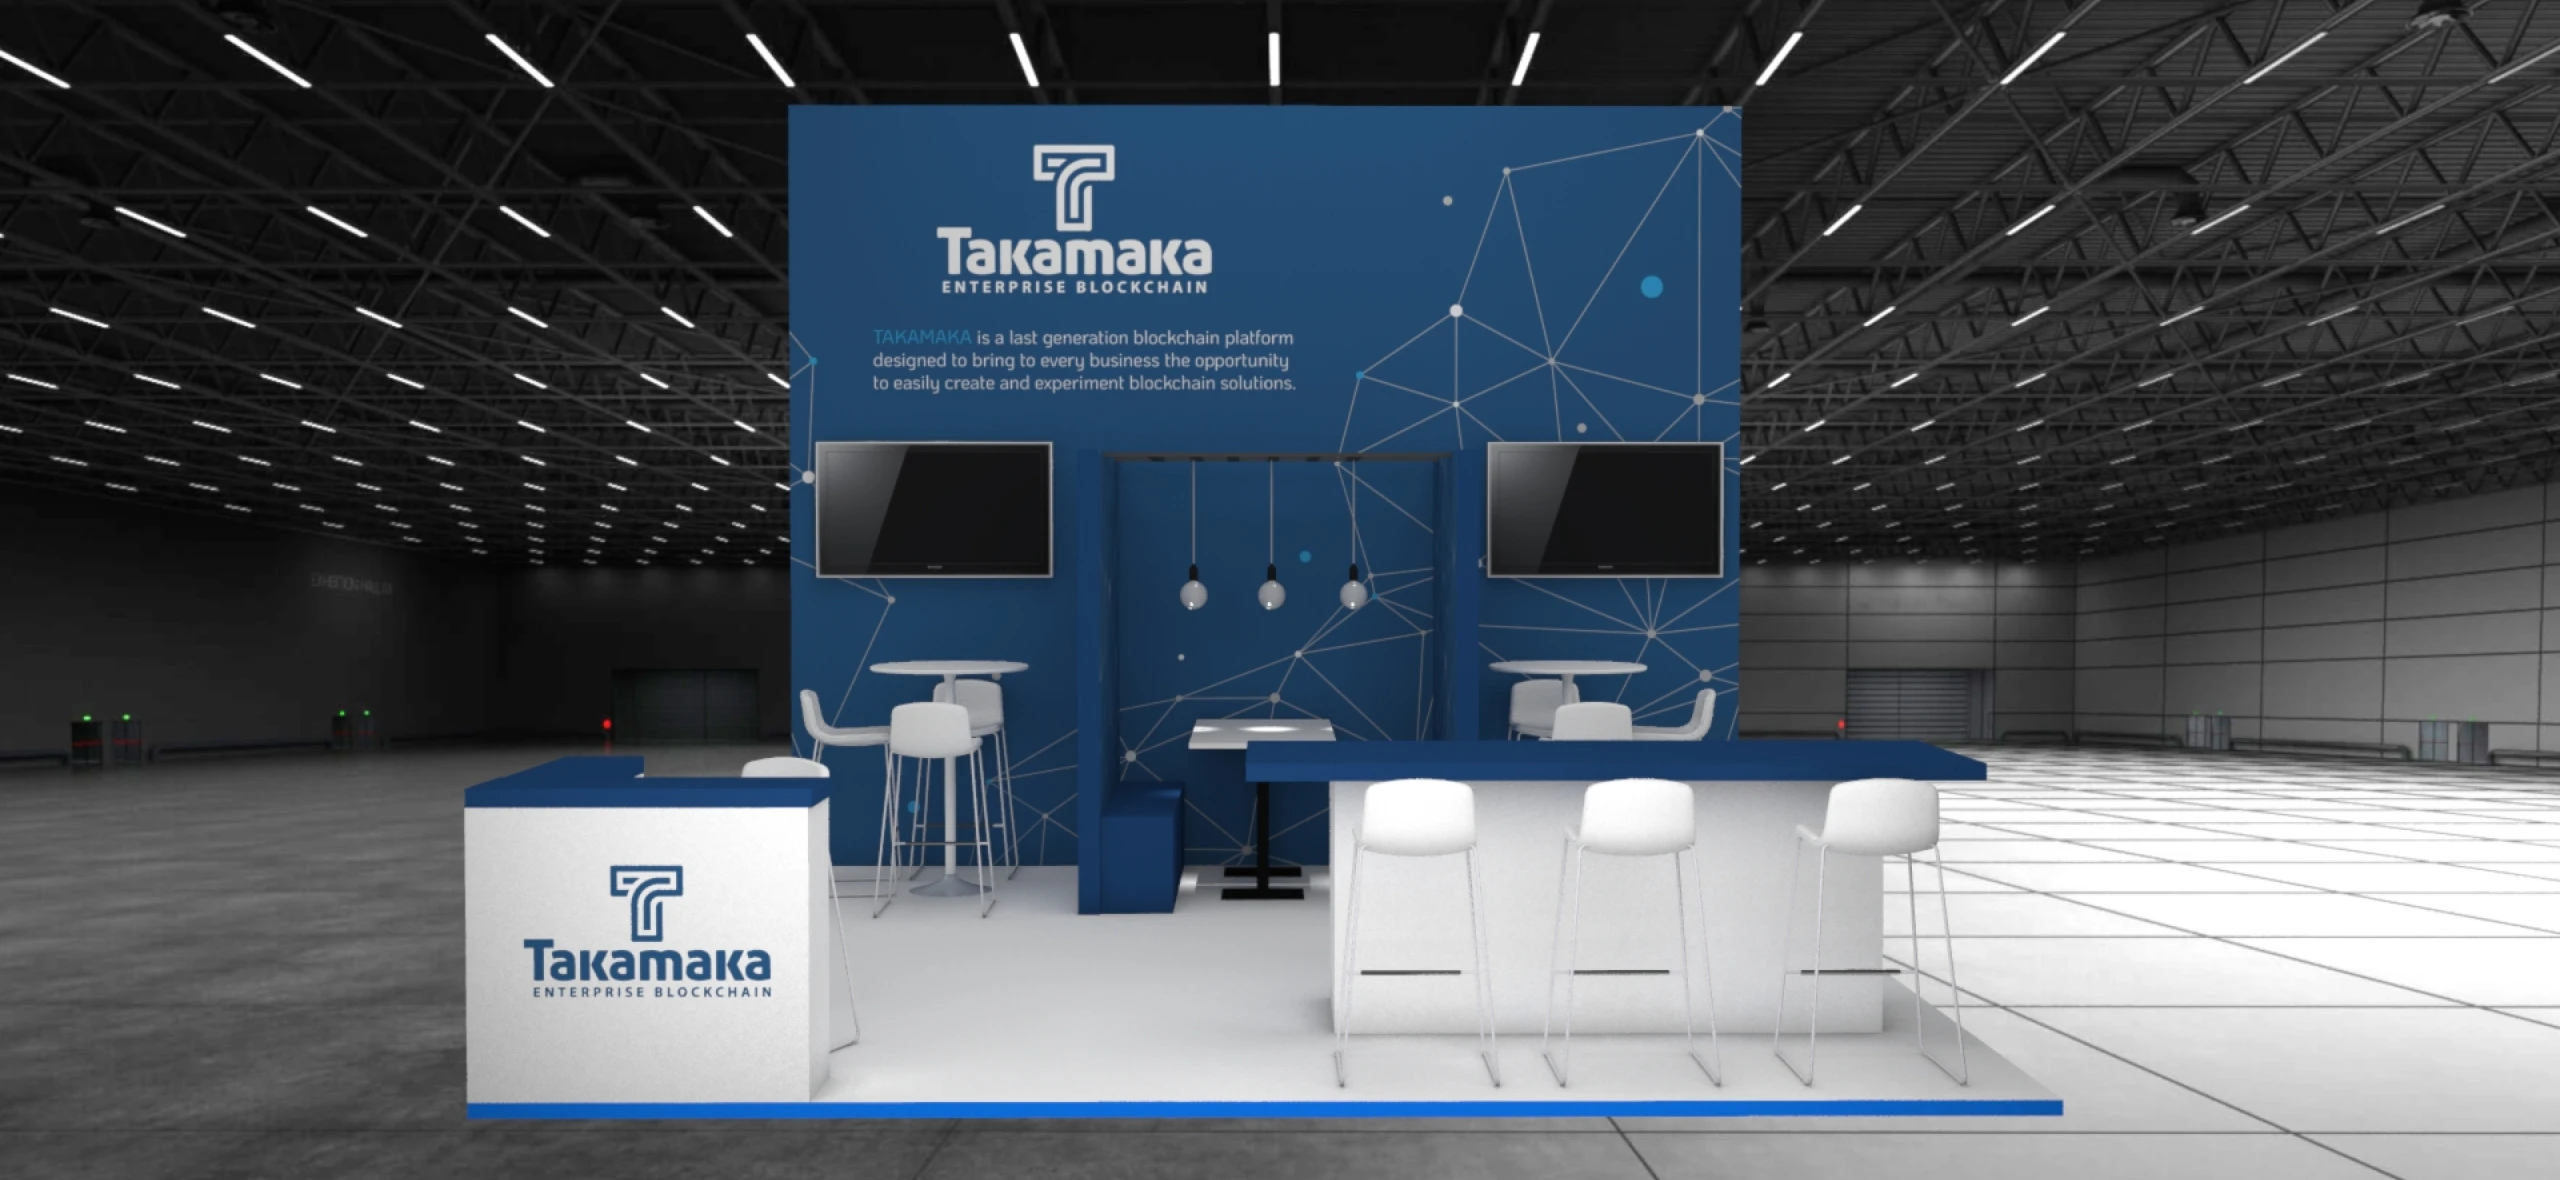 Takamaka
ENTERPRISE BLOCKCHAIN
TAKAMAKA is a last generation blockchain platform
designed to bring to every business the opportunity
to easily create and experiment blockchain solutions.
Takamaka
ENTERPRISE BLOCKCHAIN